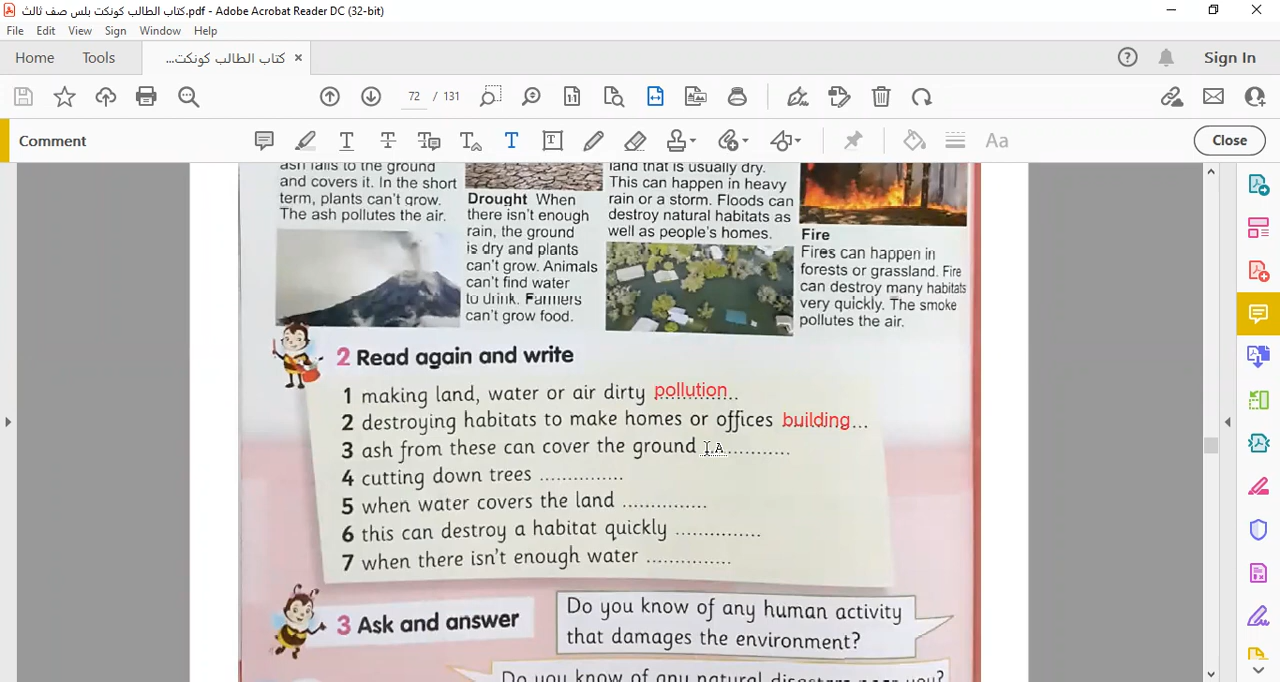 كتاب الطالب كونكت بلس صف ثالث.pdf - Adobe Acrobat Reader DC (32-bit)
File Edit View Sign Window Help
Home Tools كتاب الطالب كونكت... × Sign In
72 / 131
Comment Close
ash falls to the ground
and covers it. In the short
term, plants can't grow.
The ash pollutes the air.
Drought When
there isn't enough
rain, the ground
is dry and plants
can't grow. Animals
can't find water
to drink. Farmers
can't grow food.
land that is usually dry.
This can happen in heavy
rain or a storm. Floods can
destroy natural habitats as
well as people's homes.
Fire
Fires can happen in
forests or grassland. Fire
can destroy many habitats
very quickly. The smoke
pollutes the air.
2 Read again and write
1 making land, water or air dirty pollution...
2 destroying habitats to make homes or offices building...
3 ash from these can cover the ground ...............
4 cutting down trees ...............
5 when water covers the land ...............
6 this can destroy a habitat quickly ...............
7 when there isn't enough water ...............
3 Ask and answer
Do you know of any human activity
that damages the environment?
Do you know of any natural disasters near you?